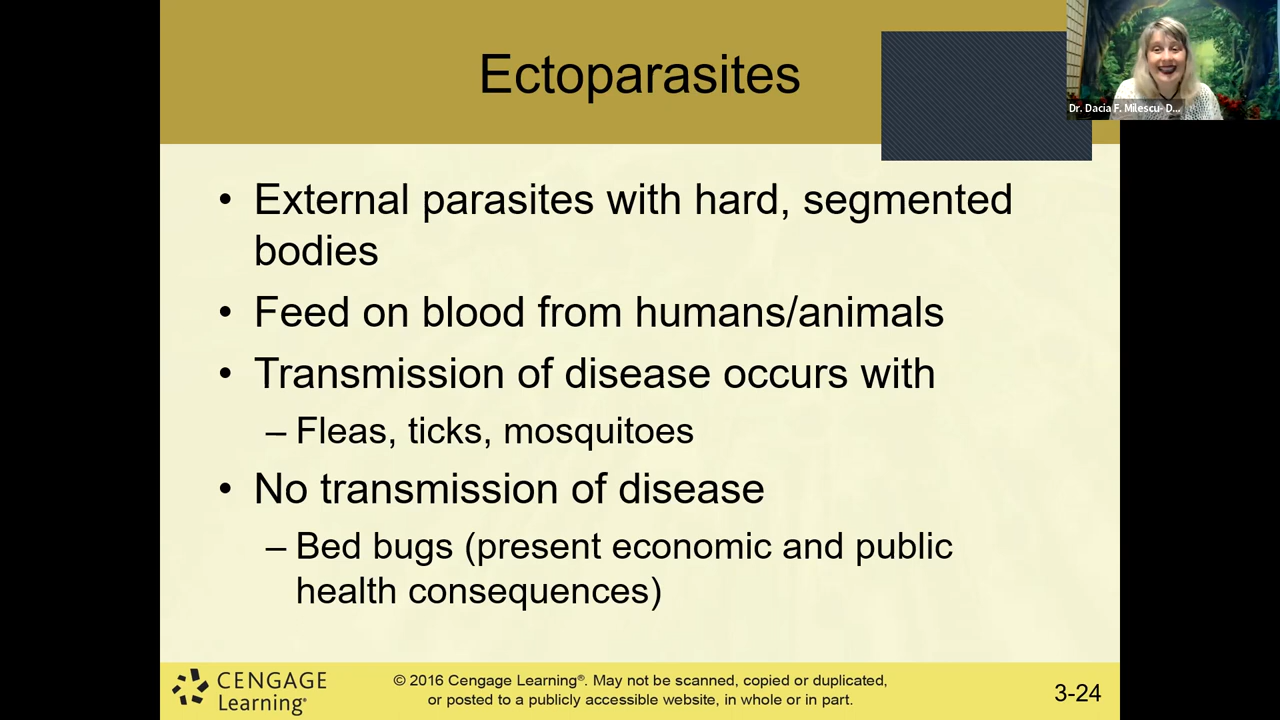 Ectoparasites
Dr. Dacia F. Milescu- D...
• External parasites with hard, segmented
bodies
• Feed on blood from humans/animals
• Transmission of disease occurs with
– Fleas, ticks, mosquitoes
• No transmission of disease
– Bed bugs (present economic and public
health consequences)
CENGAGE
Learning®
© 2016 Cengage Learning®. May not be scanned, copied or duplicated,
or posted to a publicly accessible website, in whole or in part.
3-24